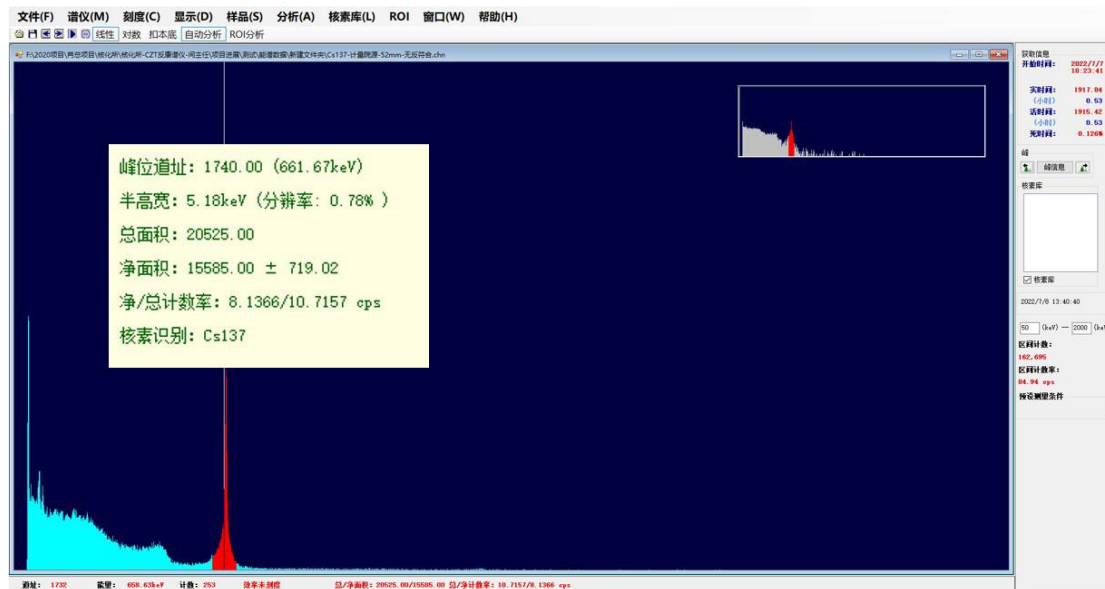 文件(F) 谱仪(M) 刻度(C) 显示(D) 样品(S) 分析(A) 核素库(L) ROI 窗口(W) 帮助(H)
线性 对数 扣本底 自动分析 ROI分析
获取信息
开始时间: 2022/7/7
18:23:41
实时间: 1917.04
(小时) 0.53
活时间: 1915.42
(小时) 0.53
死时间: 0.126%
峰
峰信息
核素库
核素库
2022/7/8 13:40:40
50 (keV) — 2000 (keV
区间计数:
162,695
区间计数率:
84.94 cps
预设测量条件
峰位道址: 1740.00 (661.67keV)
半高宽: 5.18keV (分辨率: 0.78% )
总面积: 20525.00
净面积: 15585.00 ± 719.02
净/总计数率: 8.1366/10.7157 cps
核素识别: Cs137
道址: 1732 能量: 658.63keV 计数: 253 效率未刻度 总/净面积: 20525.00/15585.00 总/净计数率: 10.7157/8.1366 cps